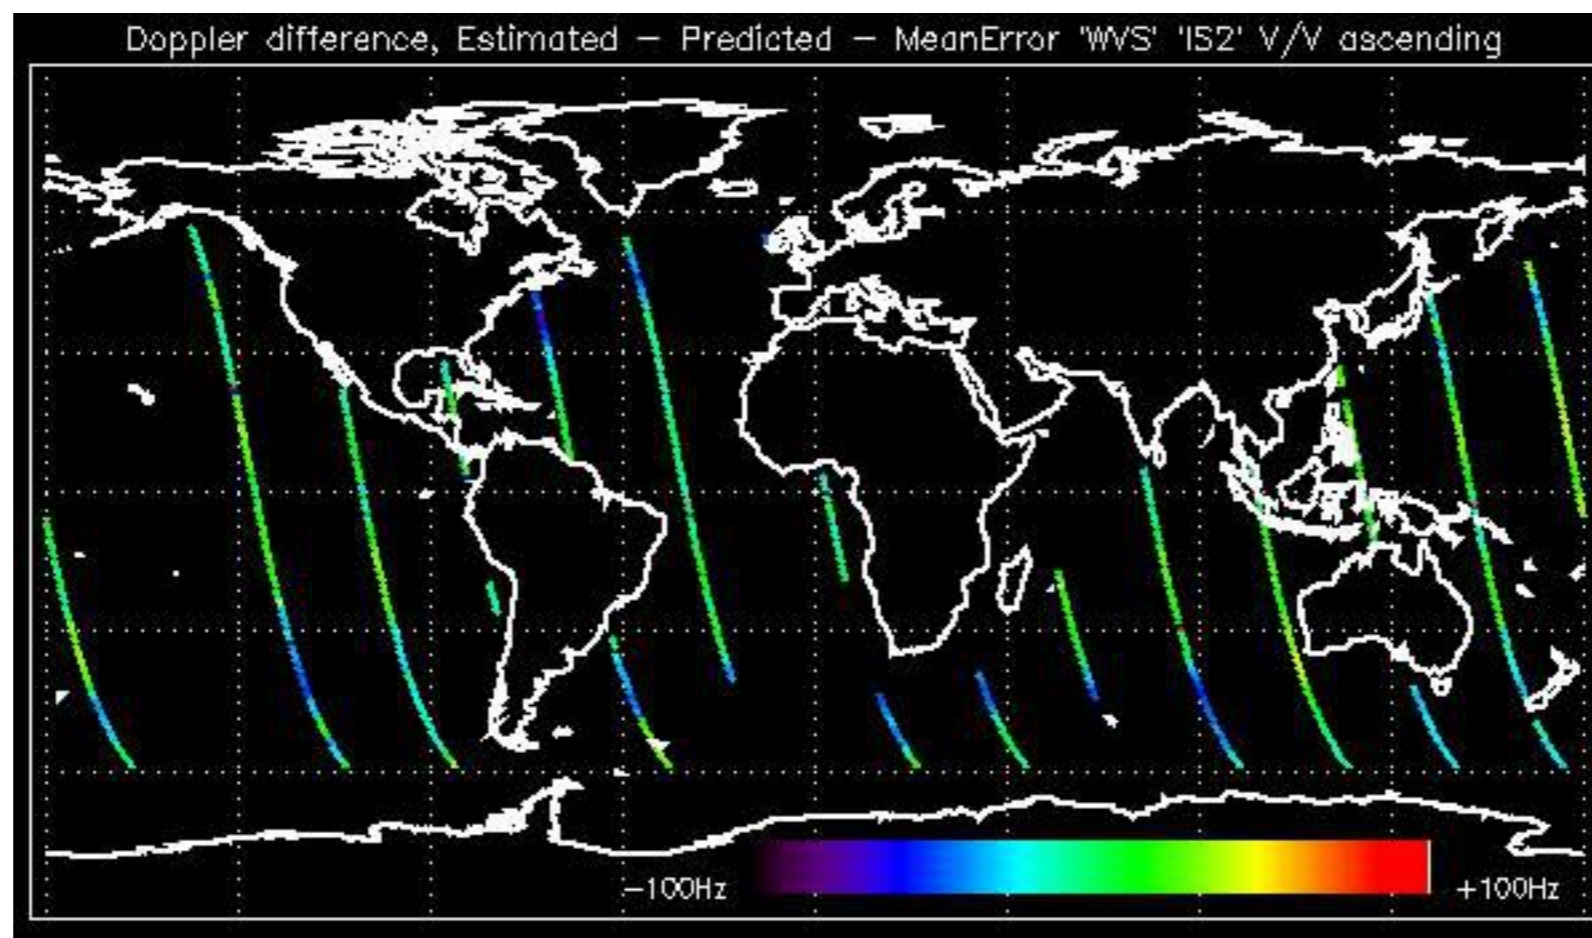 Doppler difference, Estimated − Predicted − MeanError 'WVS' 'IS2' V/V ascending
−100Hz +100Hz